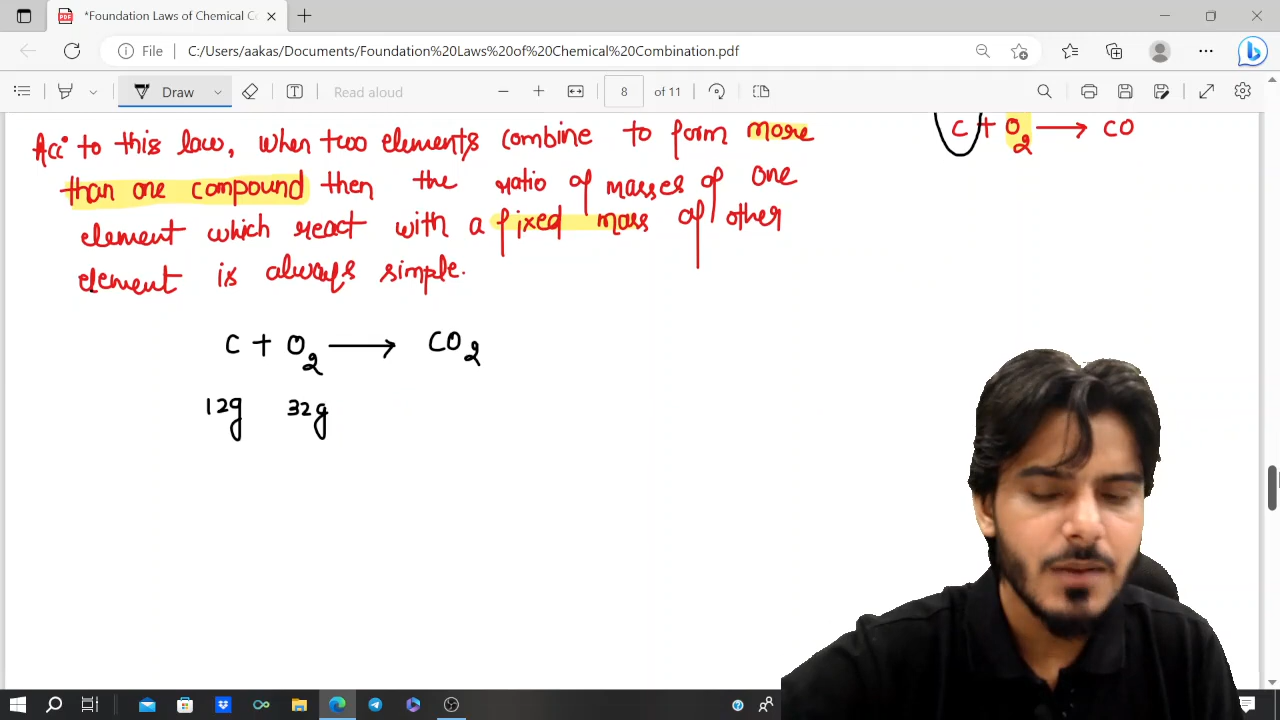 *Foundation Laws of Chemical Co
File
C:/Users/aakas/Documents/Foundation%20Laws%20of%20Chemical%20Combination.pdf
Draw
Read aloud
8 of 11
C + O2 → CO
Acc to this law, when two elements combine to form more
than one compound then the ratio of masses of one
element which react with a fixed mass of other
element is always simple.
C + O2 → CO2
12g 32g